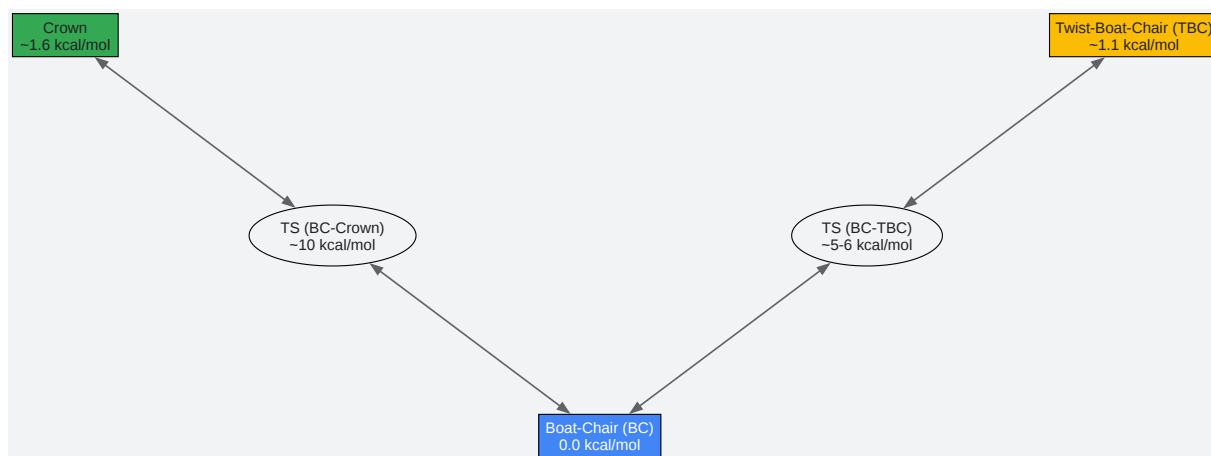 Crown
~1.6 kcal/mol
Twist-Boat-Chair (TBC)
~1.1 kcal/mol
TS (BC-Crown)
~10 kcal/mol
TS (BC-TBC)
~5-6 kcal/mol
Boat-Chair (BC)
0.0 kcal/mol